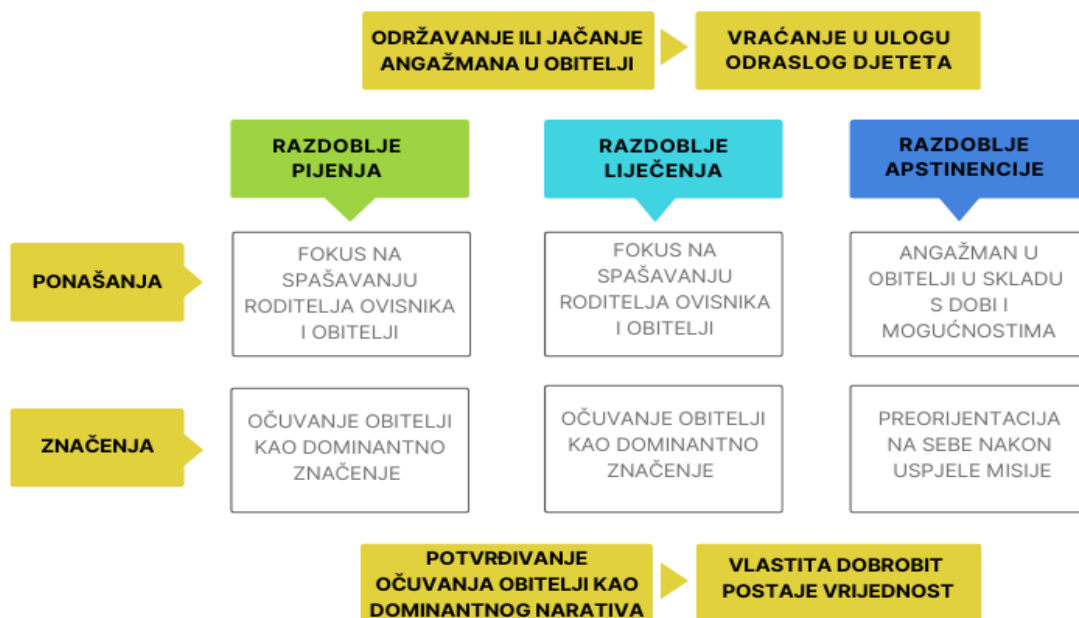 ODRŽAVANJE ILI JAČANJE
ANGAŽMANA U OBITELJI
VRAĆANJE U ULOGU
ODRASLOG DJETETA
RAZDOBLJE
PIJENJA
RAZDOBLJE
LIJEČENJA
RAZDOBLJE
APSTINENCIJE
PONAŠANJA
FOKUS NA
SPAŠAVANJU
RODITELJA OVISNIKA
I OBITELJI
FOKUS NA
SPAŠAVANJU
RODITELJA OVISNIKA
I OBITELJI
ANGAŽMAN U
OBITELJI U SKLADU
S DOBI I
MOGUĆNOSTIMA
ZNAČENJA
OČUVANJE OBITELJI
KAO DOMINANTNO
ZNAČENJE
OČUVANJE OBITELJI
KAO DOMINANTNO
ZNAČENJE
PREORIJENTACIJA
NA SEBE NAKON
USPJELE MISIJE
POTVRĐIVANJE
OČUVANJA OBITELJI KAO
DOMINANTNOG NARATIVA
VLASTITA DOBROBIT
POSTAJE VRIJEDNOST